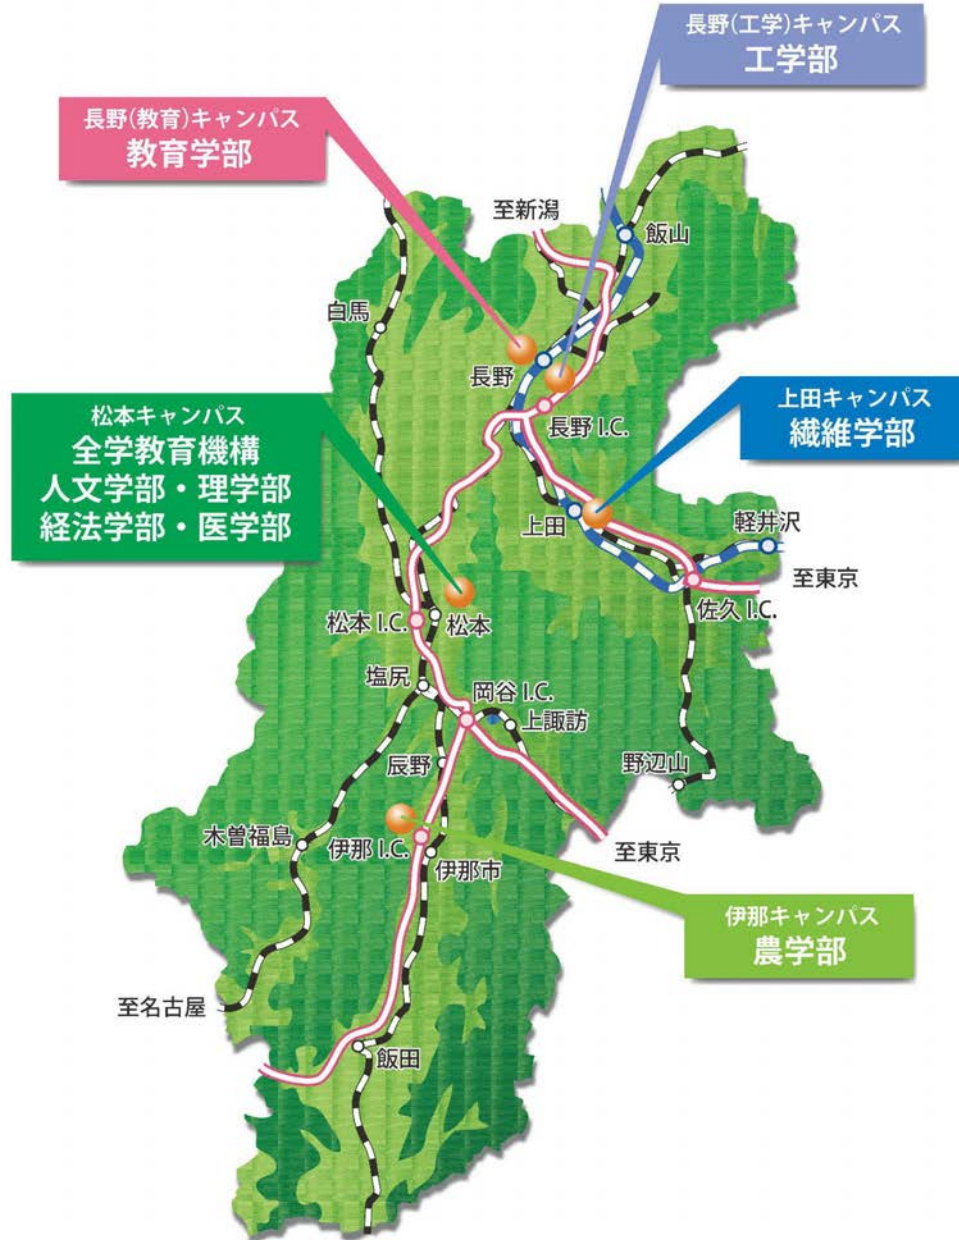 長野(工学)キャンパス
工学部
長野(教育)キャンパス
教育学部
至新潟
飯山
白馬
長野
長野 I.C.
上田キャンパス
繊維学部
松本キャンパス
全学教育機構
人文学部・理学部
経法学部・医学部
上田
軽井沢
至東京
佐久 I.C.
松本 I.C.
松本
塩尻
岡谷 I.C.
上諏訪
辰野
野辺山
木曽福島
伊那 I.C.
伊那市
至東京
伊那キャンパス
農学部
至名古屋
飯田